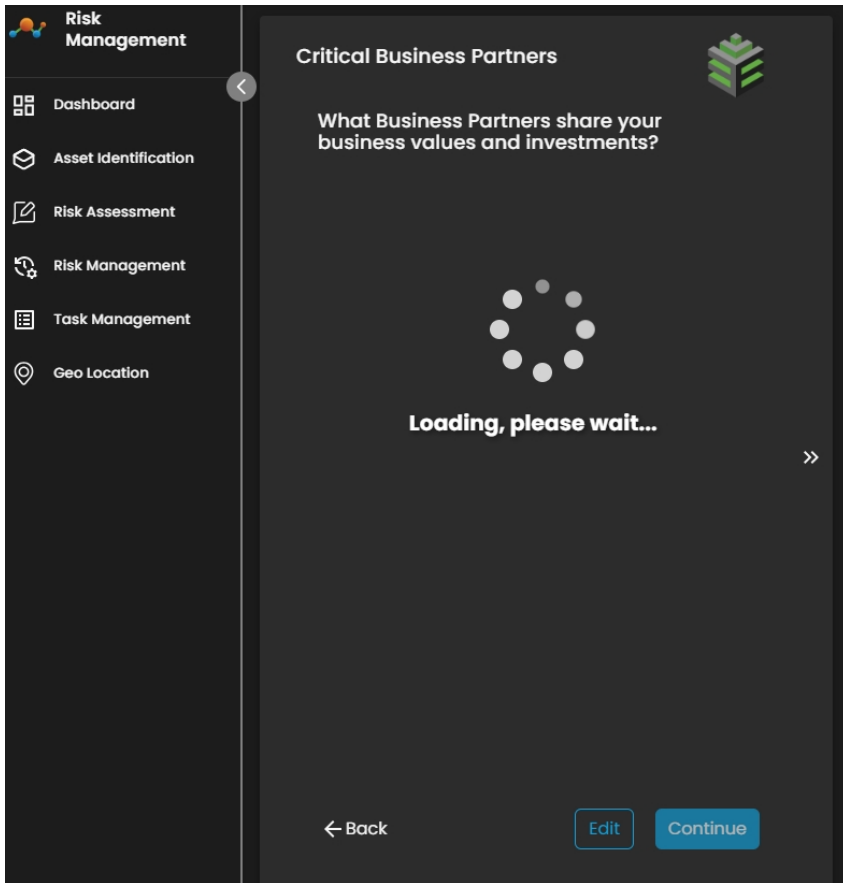 Risk
Management
Dashboard
Asset Identification
Risk Assessment
Risk Management
Task Management
Geo Location
Critical Business Partners
What Business Partners share your
business values and investments?
Loading, please wait...
Back
Edit
Continue